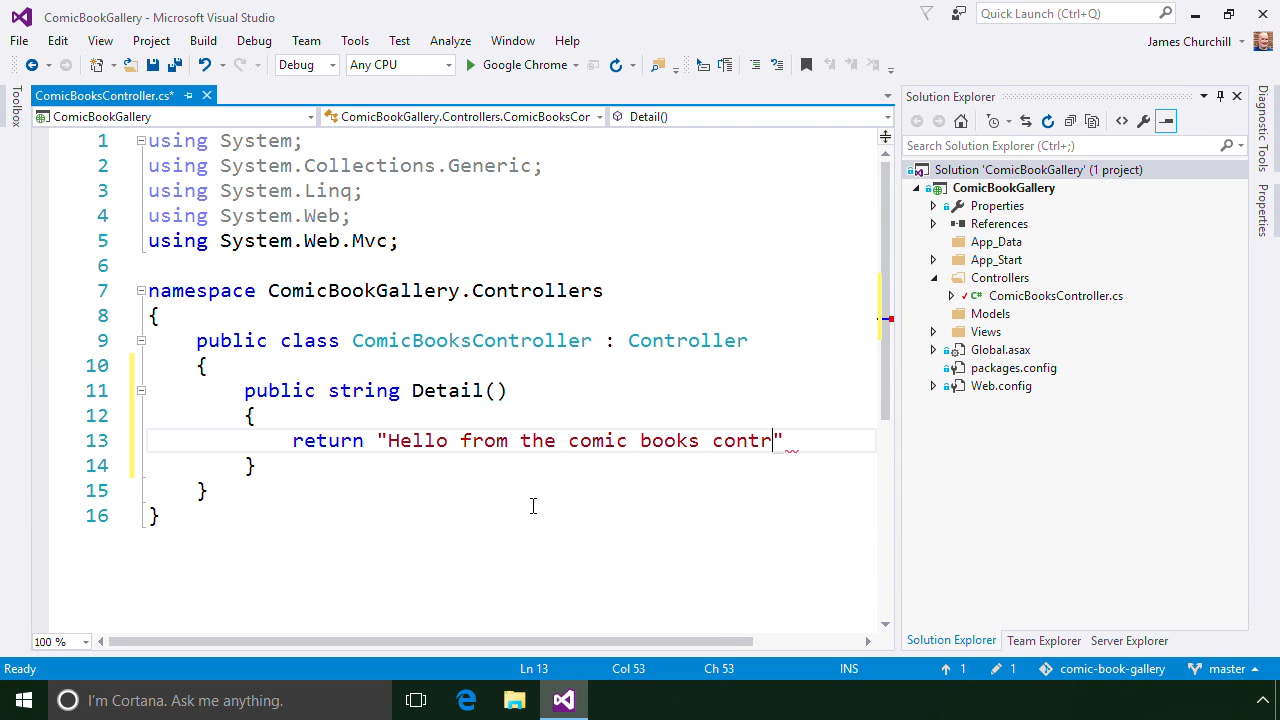 ComicBookGallery - Microsoft Visual Studio
Quick Launch (Ctrl+Q)
File Edit View Project Build Debug Team Tools Test Analyze Window Help
James Churchill
Debug Any CPU Google Chrome
Toolbox
ComicBooksController.cs*
ComicBookGallery ComicBookGallery.Controllers.ComicBooksCor Detail()
1 using System;
2 using System.Collections.Generic;
3 using System.Linq;
4 using System.Web;
5 using System.Web.Mvc;
6
7 namespace ComicBookGallery.Controllers
8 {
9 public class ComicBooksController : Controller
10 {
11 public string Detail()
12 {
13 return "Hello from the comic books contr"
14 }
15 }
16 }
100 %
Solution Explorer
Search Solution Explorer (Ctrl+;)
Solution 'ComicBookGallery' (1 project)
ComicBookGallery
Properties
References
App_Data
App_Start
Controllers
C# ComicBooksController.cs
Models
Views
Global.asax
packages.config
Web.config
Solution Explorer Team Explorer Server Explorer
Diagnostic Tools
Properties
Ready Ln 13 Col 53 Ch 53 INS 1 1 comic-book-gallery master
I'm Cortana. Ask me anything.